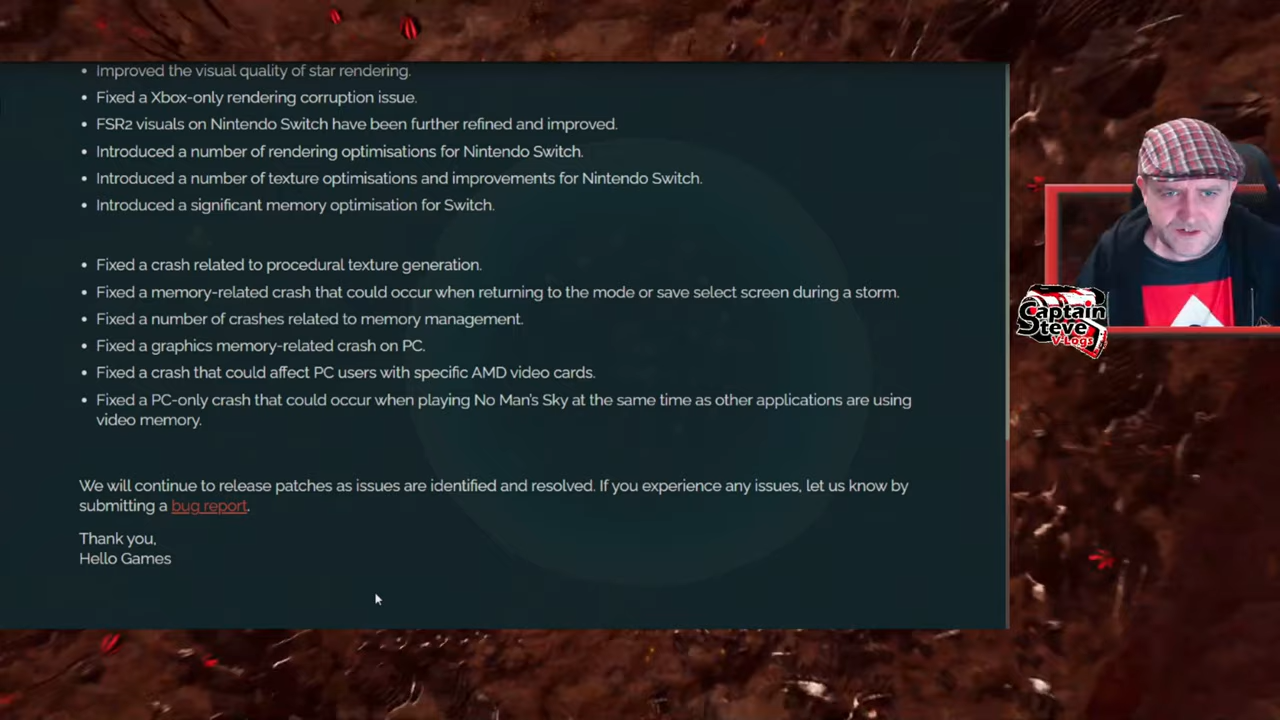 • Improved the visual quality of star rendering.
• Fixed a Xbox-only rendering corruption issue.
• FSR2 visuals on Nintendo Switch have been further refined and improved.
• Introduced a number of rendering optimisations for Nintendo Switch.
• Introduced a number of texture optimisations and improvements for Nintendo Switch.
• Introduced a significant memory optimisation for Switch.
• Fixed a crash related to procedural texture generation.
• Fixed a memory-related crash that could occur when returning to the mode or save select screen during a storm.
• Fixed a number of crashes related to memory management.
• Fixed a graphics memory-related crash on PC.
• Fixed a crash that could affect PC users with specific AMD video cards.
• Fixed a PC-only crash that could occur when playing No Man's Sky at the same time as other applications are using
video memory.
We will continue to release patches as issues are identified and resolved. If you experience any issues, let us know by
submitting a bug report.
Thank you,
Hello Games
Captain
Steve
V-Logs